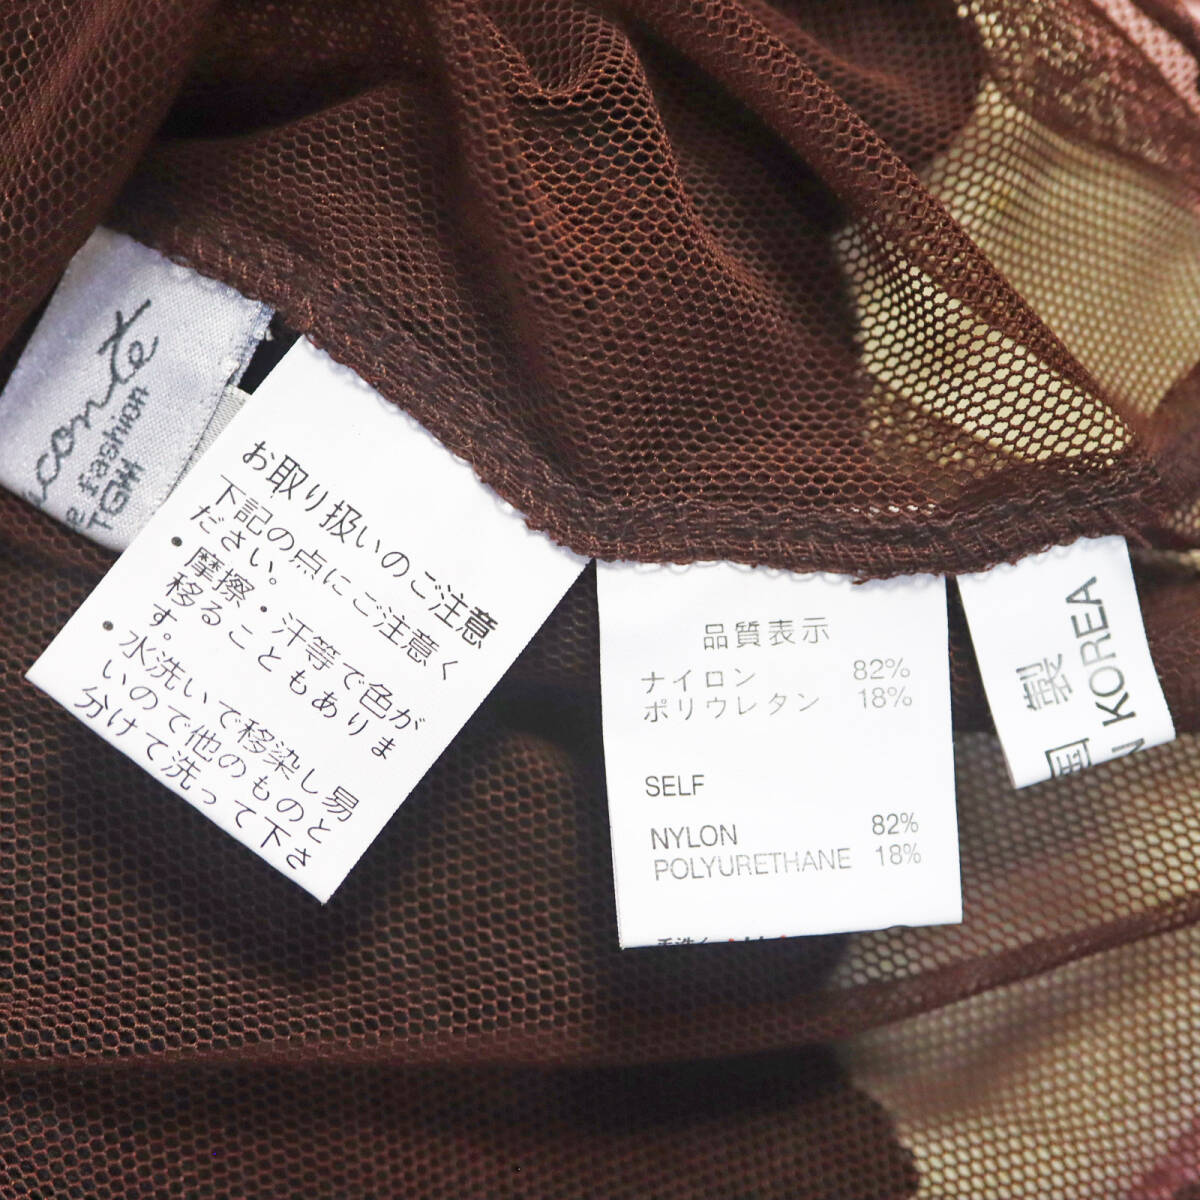 fashion
TGM
お取り扱いのご注意
下記の点にご注意く
ださい。
・摩擦・汗等で色が
移ることもありま
す。
・水洗いで移染し易
いので他のものと
分けて洗って下さ
品質表示
ナイロン 82%
ポリウレタン 18%
SELF
NYLON 82%
POLYURETHANE 18%
国製
N KOREA